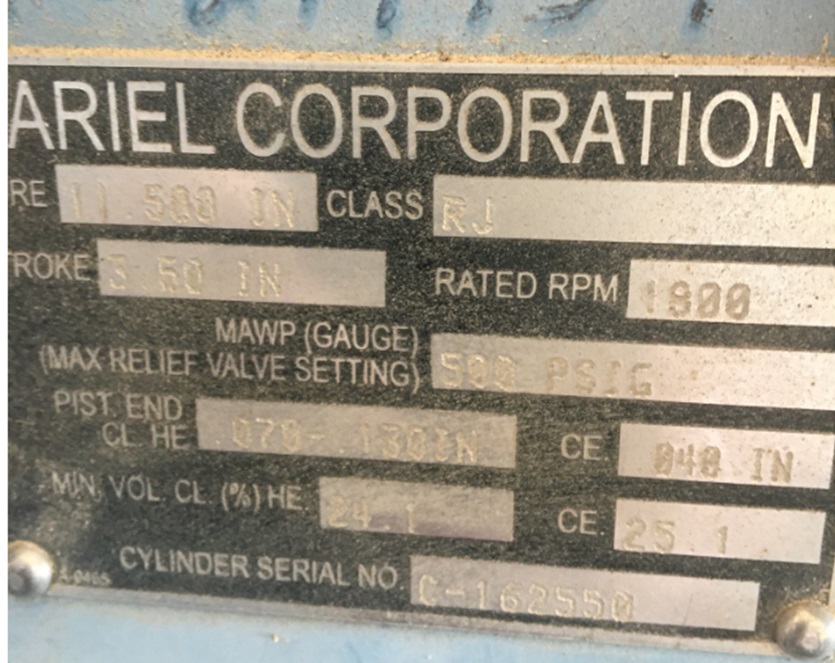 ARIEL CORPORATION
RE 11.500 IN CLASS RJ
ROKE 3.50 IN RATED RPM 1800
MAWP (GAUGE)
(MAX RELIEF VALVE SETTING) 500 PSIG
PIST. END
CL. HE .070-.130IN CE. 040 IN
MIN. VOL. CL. (%) HE. 24.1 CE. 25.1
CYLINDER SERIAL NO. C-162550